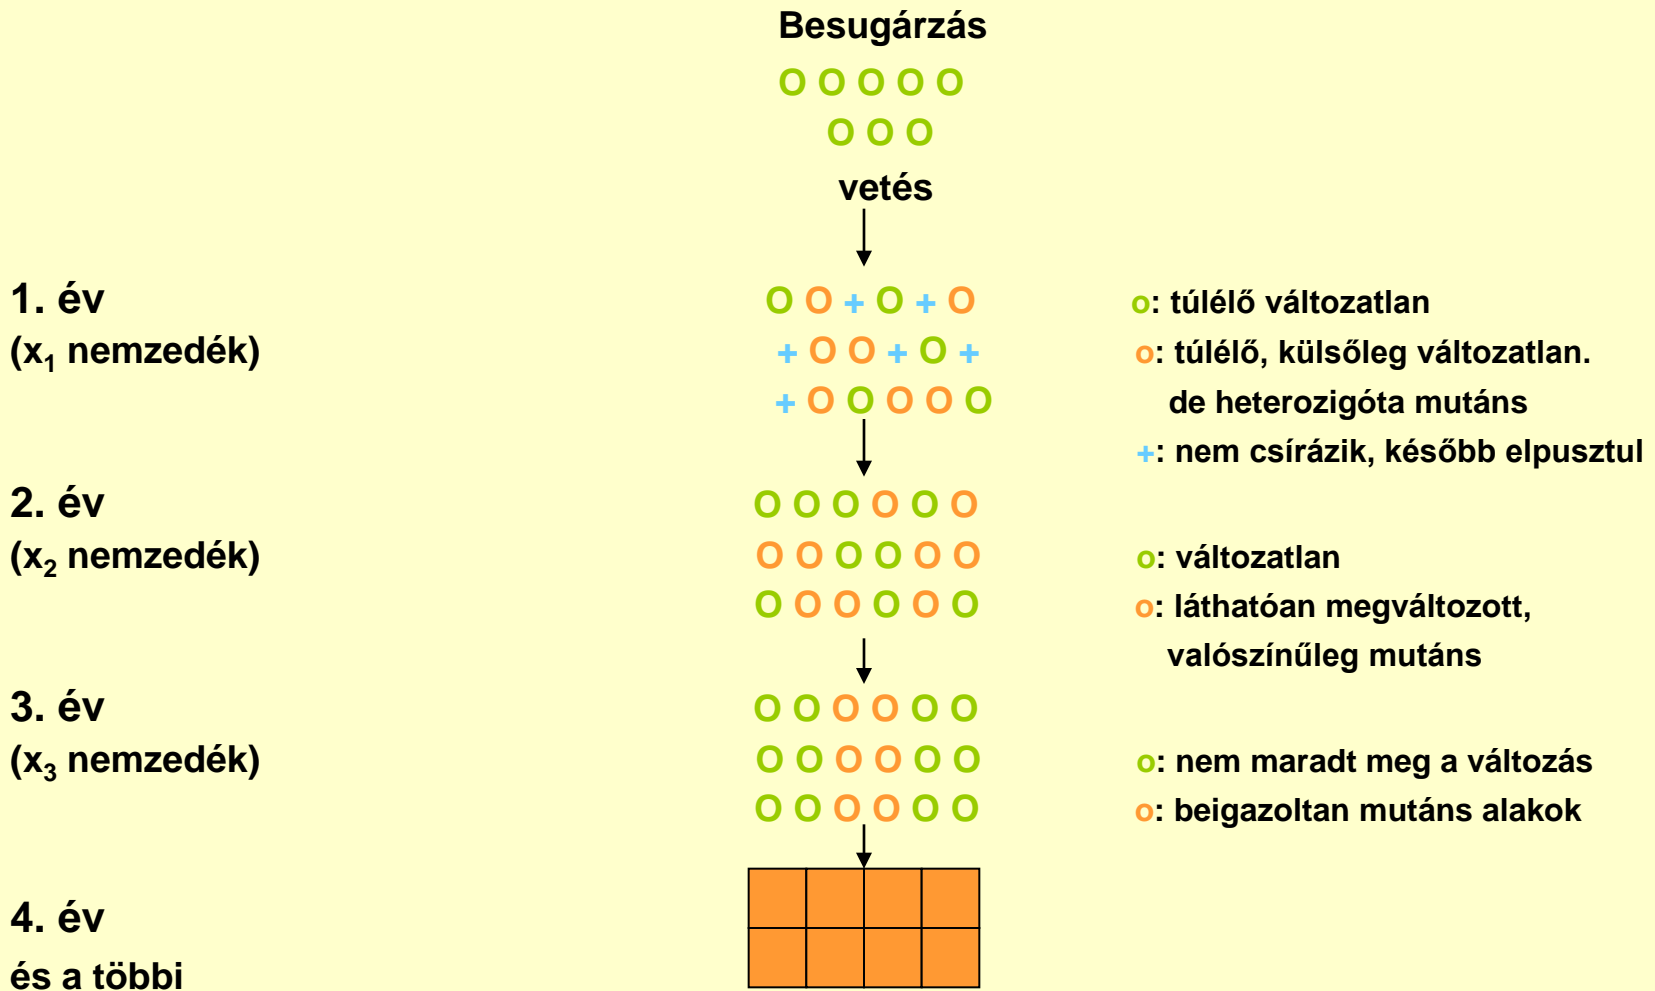 Besugárzás
O O O O O
O O O
vetés
1. év
(x₁ nemzedék)
O O + O + O
+ O O + O +
+ O O O O O
o: túlélő változatlan
o: túlélő, külsőleg változatlan.
de heterozigóta mutáns
+: nem csírázik, később elpusztul
2. év
(x₂ nemzedék)
O O O O O O
O O O O O O
O O O O O O
o: változatlan
o: láthatóan megváltozott,
valószínűleg mutáns
3. év
(x₃ nemzedék)
O O O O O O
O O O O O O
O O O O O O
o: nem maradt meg a változás
o: beigazoltan mutáns alakok
4. év
és a többi